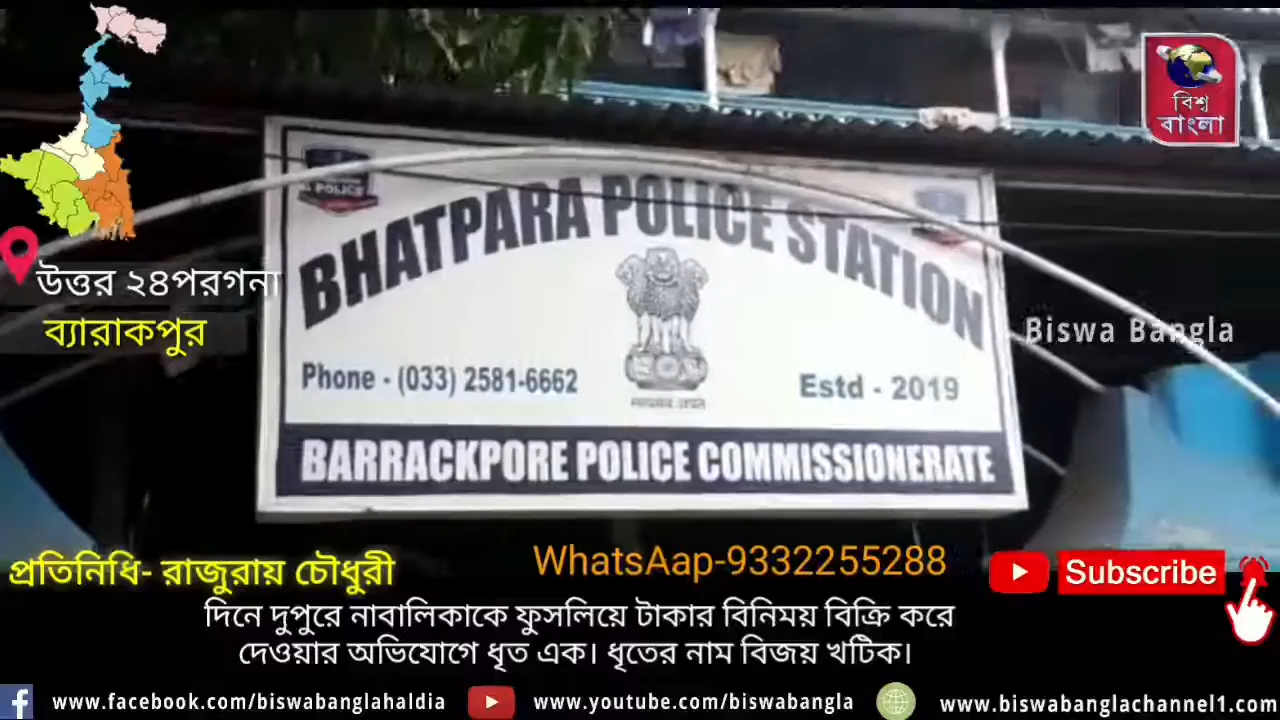 বিশ্ব
বাংলা
POLICE
BHATPARA POLICE STATION
উত্তর ২৪পরগনা
ব্যারাকপুর
Biswa Bangla
Phone - (033) 2581-6662
Estd - 2019
BARRACKPORE POLICE COMMISSIONERATE
প্রতিনিধি- রাজুরায় চৌধুরী
WhatsAap-9332255288
Subscribe
দিনে দুপুরে নাবালিকাকে ফুসলিয়ে টাকার বিনিময় বিক্রি করে
দেওয়ার অভিযোগে ধৃত এক। ধৃতের নাম বিজয় খটিক।
www.facebook.com/biswabanglahaldia
www.youtube.com/biswabangla
www.biswabanglachannel1.com